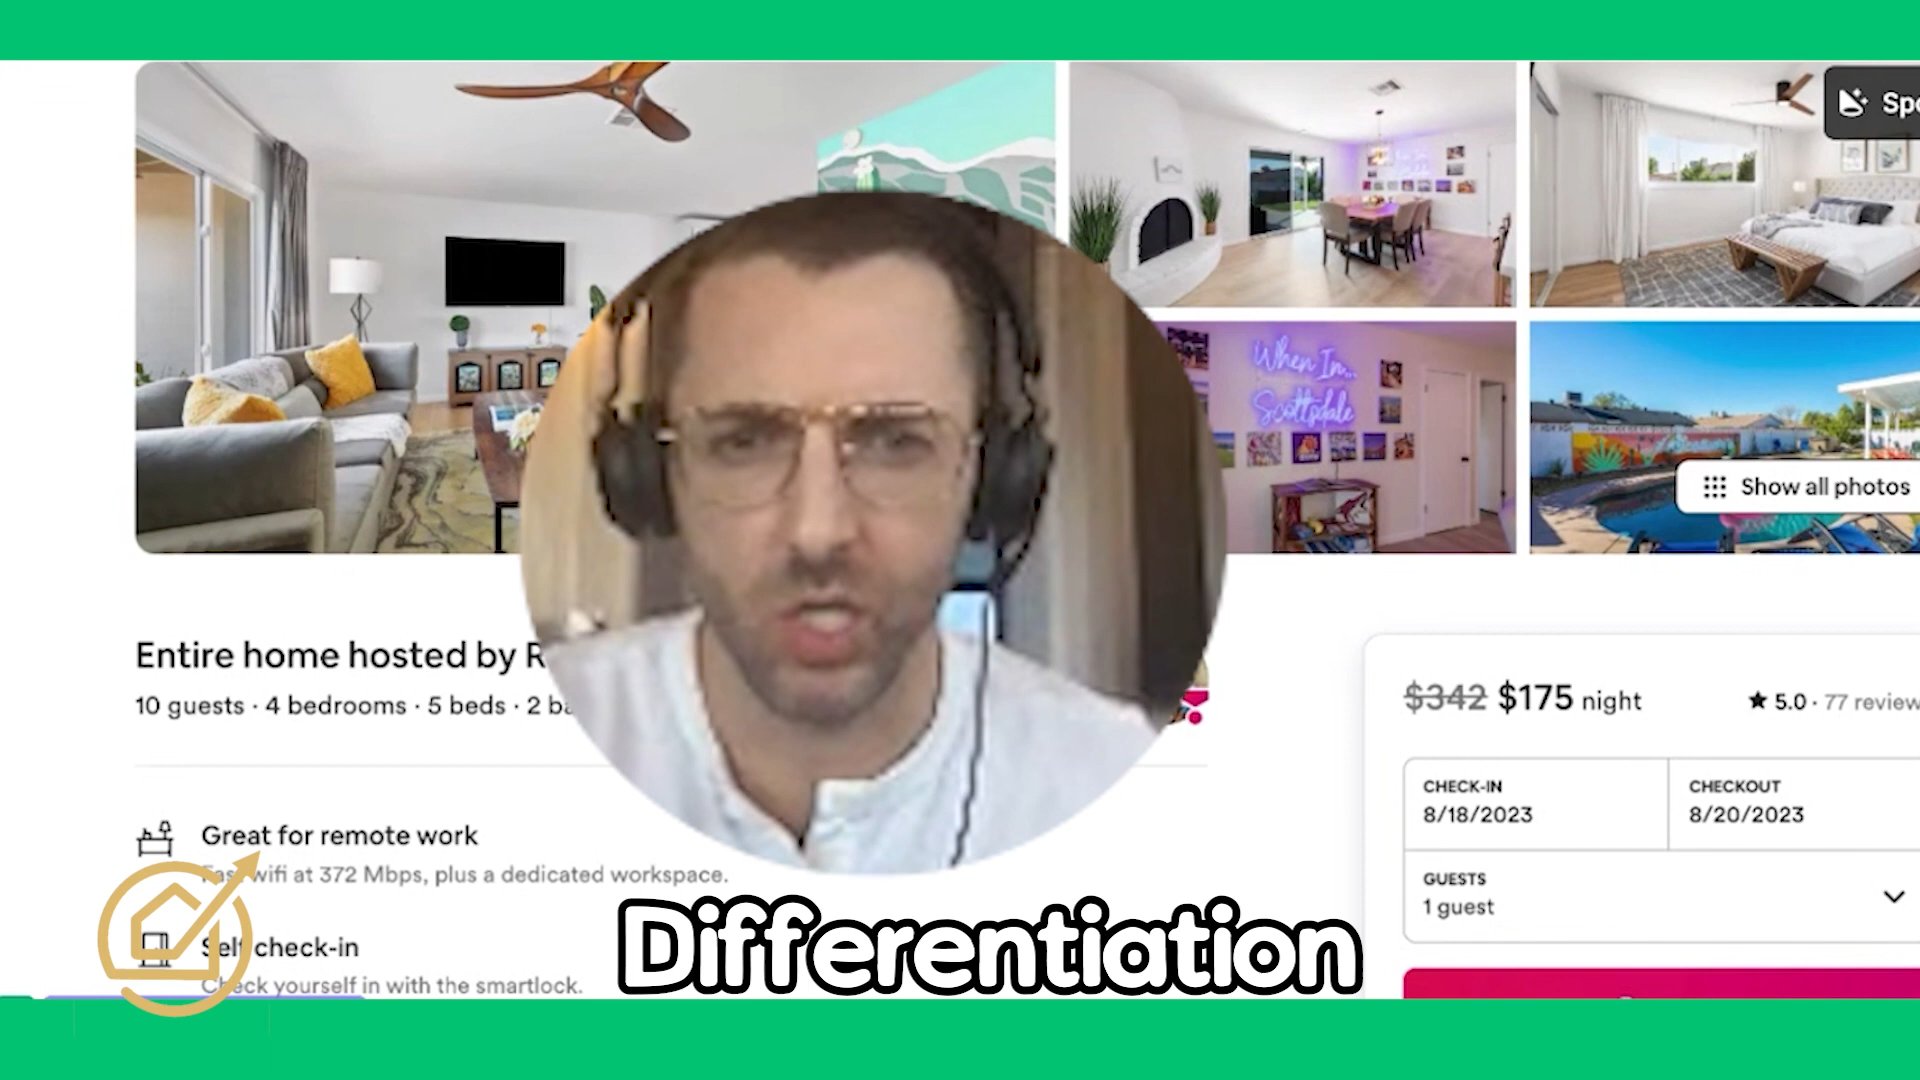 Spo
When In...
Scottsdale
Show all photos
Entire home hosted by R
10 guests · 4 bedrooms · 5 beds · 2 ba
$342 $175 night
★ 5.0 · 77 review
CHECK-IN
8/18/2023
CHECKOUT
8/20/2023
GUESTS
1 guest
Great for remote work
Fast wifi at 372 Mbps, plus a dedicated workspace.
Self check-in
Check yourself in with the smartlock.
Differentiation